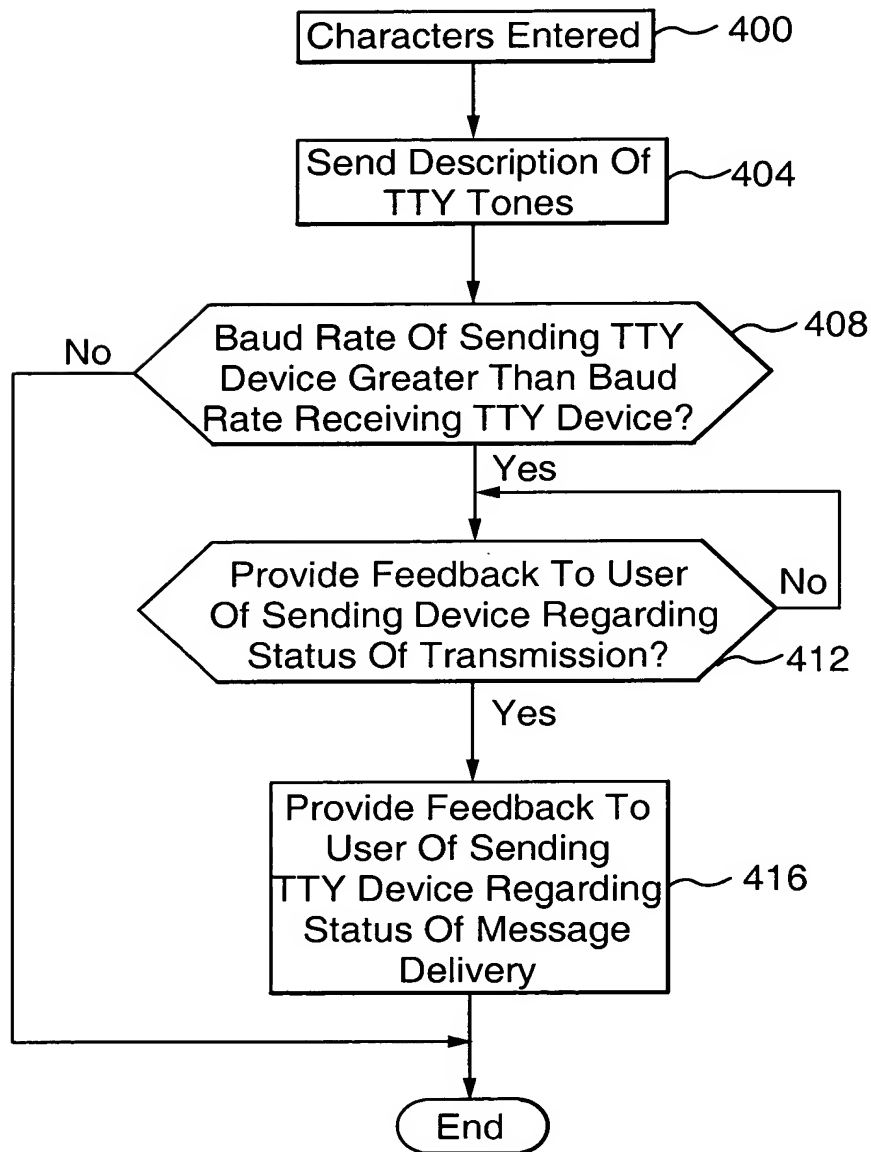 Characters Entered
400
Send Description Of
TTY Tones
404
Baud Rate Of Sending TTY
Device Greater Than Baud
Rate Receiving TTY Device?
408
No
Yes
Provide Feedback To User
Of Sending Device Regarding
Status Of Transmission?
No
412
Yes
Provide Feedback To
User Of Sending
TTY Device Regarding
Status Of Message
Delivery
416
End